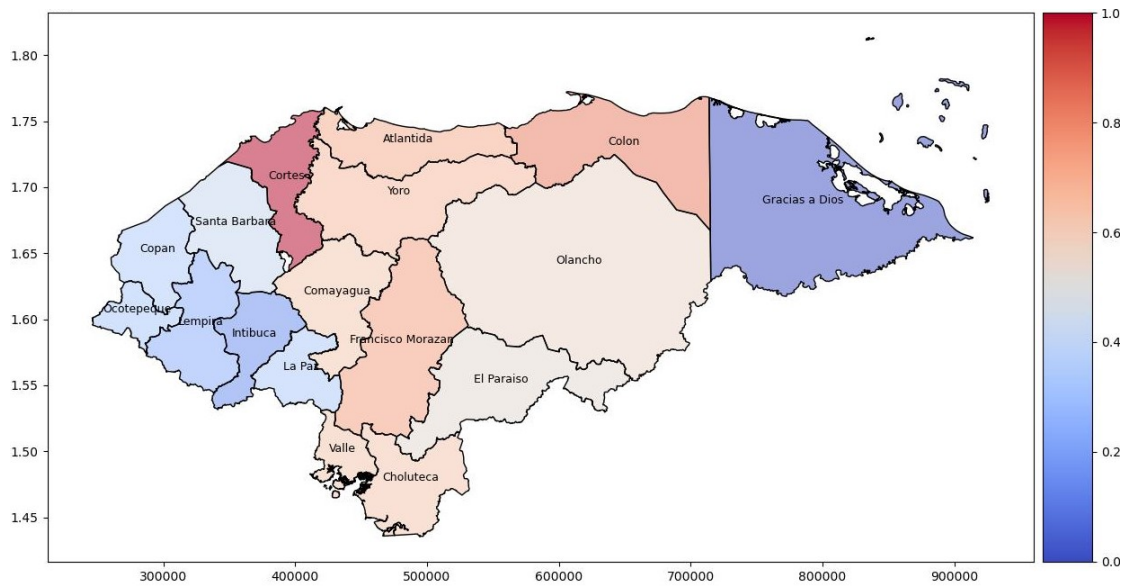 1.80
1.75
1.70
1.65
1.60
1.55
1.50
1.45
300000
400000
500000
600000
700000
800000
900000
Atlantida
Colon
Cortes
Yoro
Gracias a Dios
Santa Barbara
Copan
Olancho
Comayagua
Ocotepeque
Lempira
Intibuca
Francisco Morazan
La Paz
El Paraiso
Valle
Choluteca
1.0
0.8
0.6
0.4
0.2
0.0